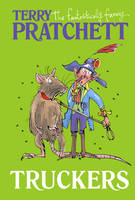 TERRY
the fantastically funny...
PRATCHETT
TRUCKERS